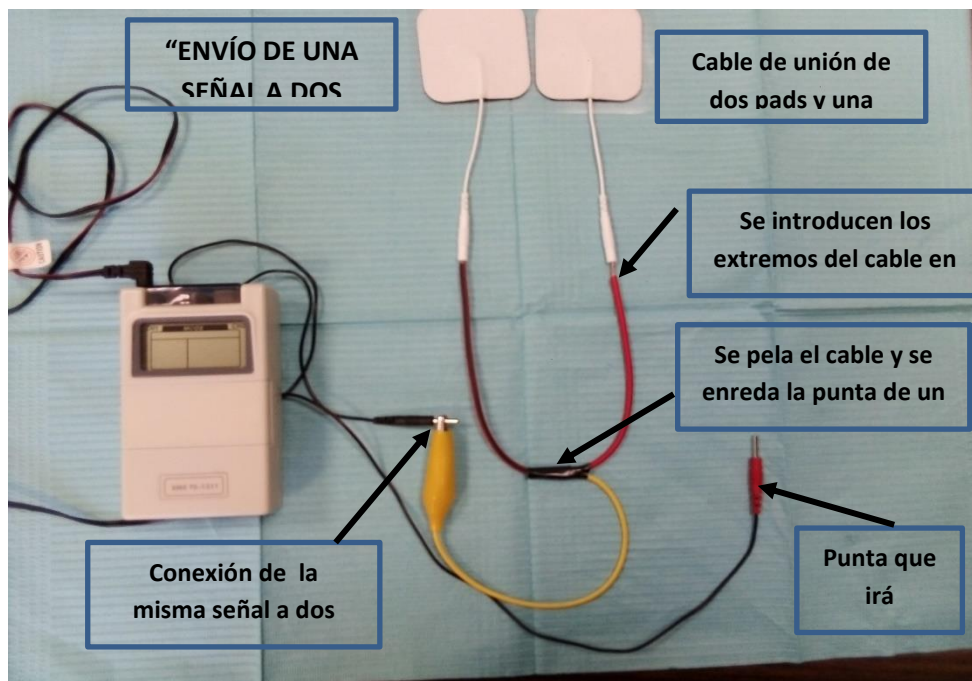 “ENVÍO DE UNA
SEÑAL A DOS
Cable de unión de
dos pads y una
Se introducen los
extremos del cable en
Se pela el cable y se
enreda la punta de un
Conexión de la
misma señal a dos
Punta que
irá